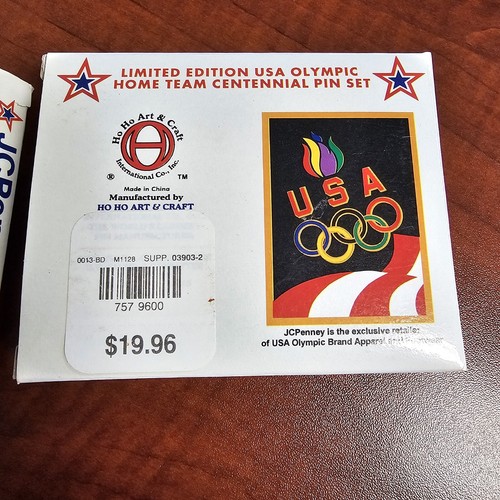 LIMITED EDITION USA OLYMPIC
HOME TEAM CENTENNIAL PIN SET
Ho Ho Art & Craft
International Co., Inc.
® TM
Made in China
Manufactured by
HO HO ART & CRAFT
0013-BD M1128 SUPP. 03903-2
757 9600
$19.96
USA
JCPenney is the exclusive retailer
of USA Olympic Brand Apparel and